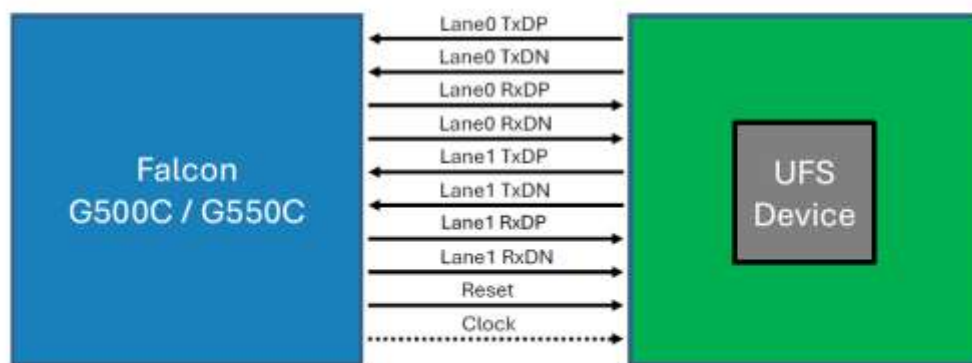 Falcon
G500C / G550C
Lane0 TxDP
Lane0 TxDN
Lane0 RxDP
Lane0 RxDN
Lane1 TxDP
Lane1 TxDN
Lane1 RxDP
Lane1 RxDN
Reset
Clock
UFS
Device